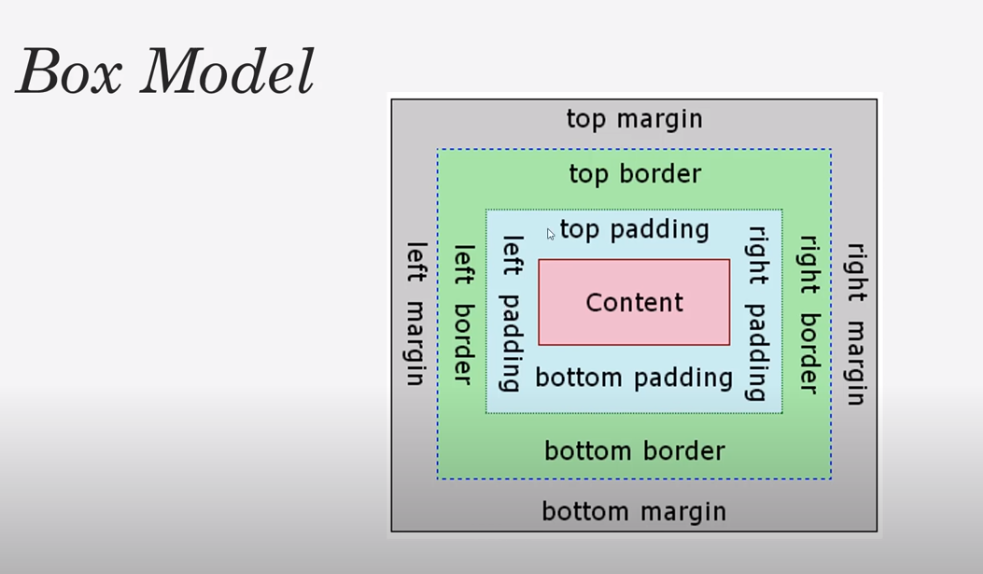 Box Model
top margin
top border
top padding
left margin
left border
left padding
Content
right padding
right border
right margin
bottom padding
bottom border
bottom margin